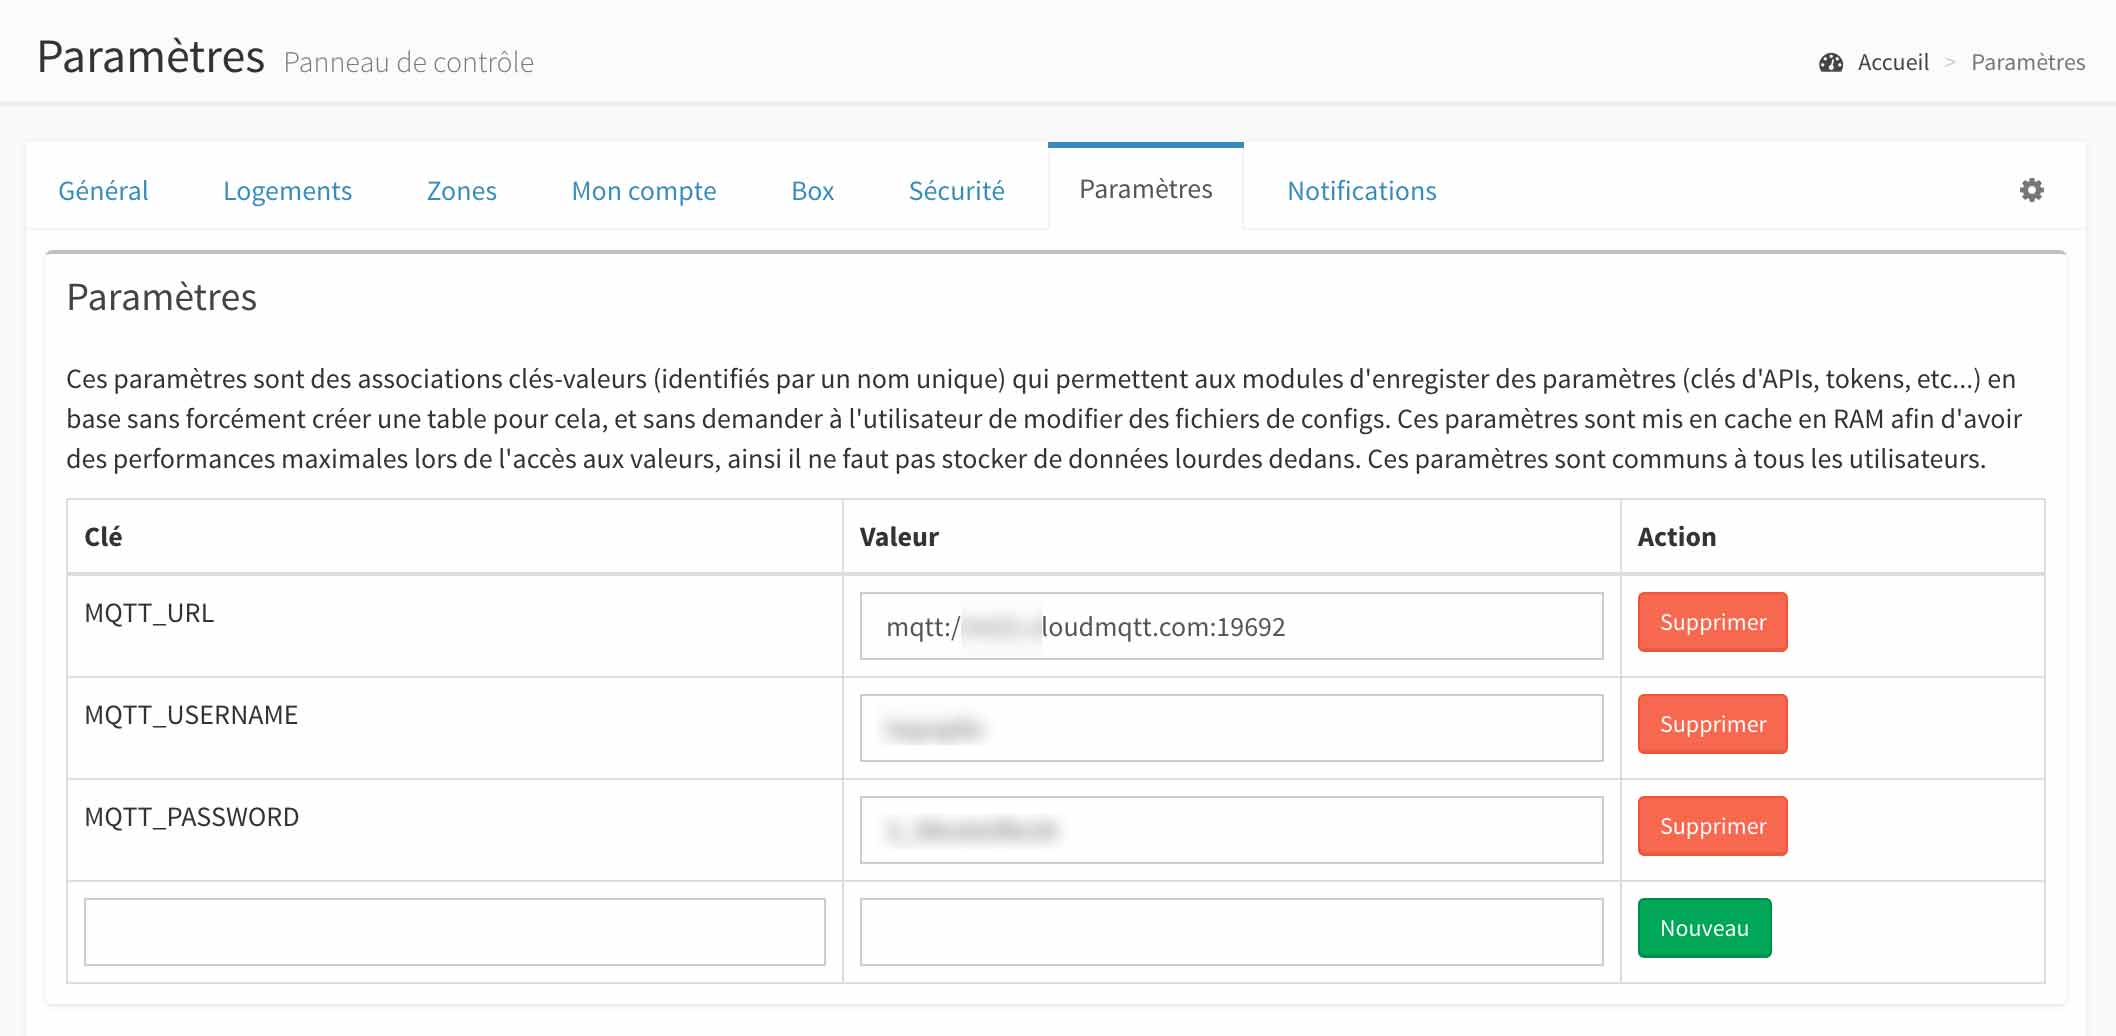 Paramètres Panneau de contrôle
Accueil > Paramètres
Général Logements Zones Mon compte Box Sécurité Paramètres Notifications
Paramètres
Ces paramètres sont des associations clés-valeurs (identifiés par un nom unique) qui permettent aux modules d'enregister des paramètres (clés d'APIs, tokens, etc...) en
base sans forcément créer une table pour cela, et sans demander à l'utilisateur de modifier des fichiers de configs. Ces paramètres sont mis en cache en RAM afin d'avoir
des performances maximales lors de l'accès aux valeurs, ainsi il ne faut pas stocker de données lourdes dedans. Ces paramètres sont communs à tous les utilisateurs.
Clé Valeur Action
MQTT_URL mqtt:/ loudmqtt.com:19692 Supprimer
MQTT_USERNAME Supprimer
MQTT_PASSWORD Supprimer
Nouveau